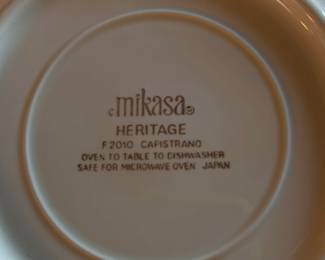 mikasa®
HERITAGE
F 2010 CAPISTRANO
OVEN TO TABLE TO DISHWASHER
SAFE FOR MICROWAVE OVEN JAPAN